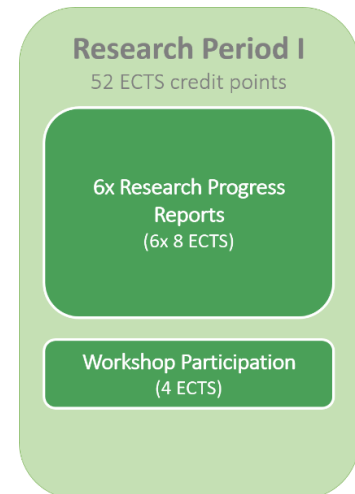 Research Period I
52 ECTS credit points
6x Research Progress
Reports
(6x 8 ECTS)
Workshop Participation
(4 ECTS)